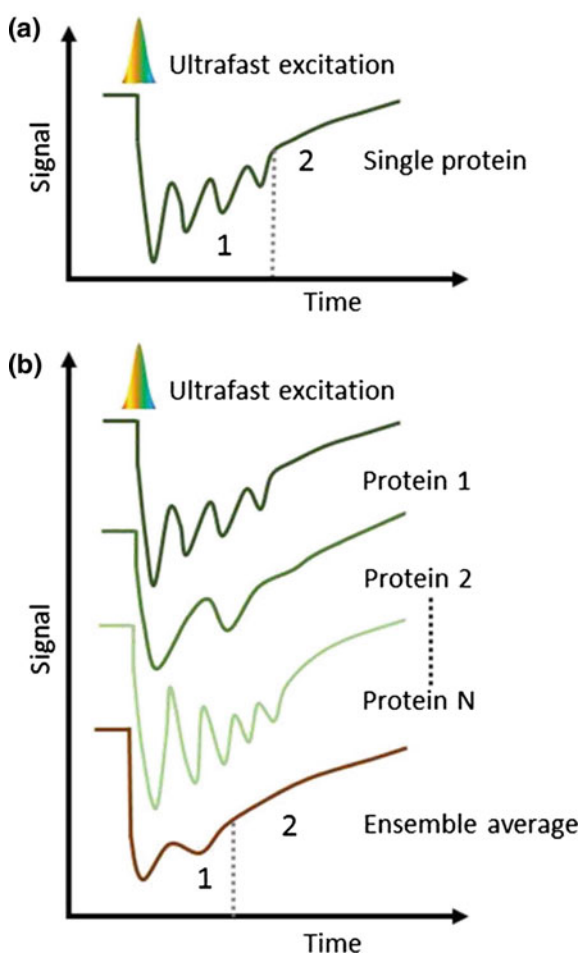 (a)
Ultrafast excitation
Signal
Single protein
1
2
Time
(b)
Ultrafast excitation
Protein 1
Protein 2
Signal
Protein N
Ensemble average
1
2
Time